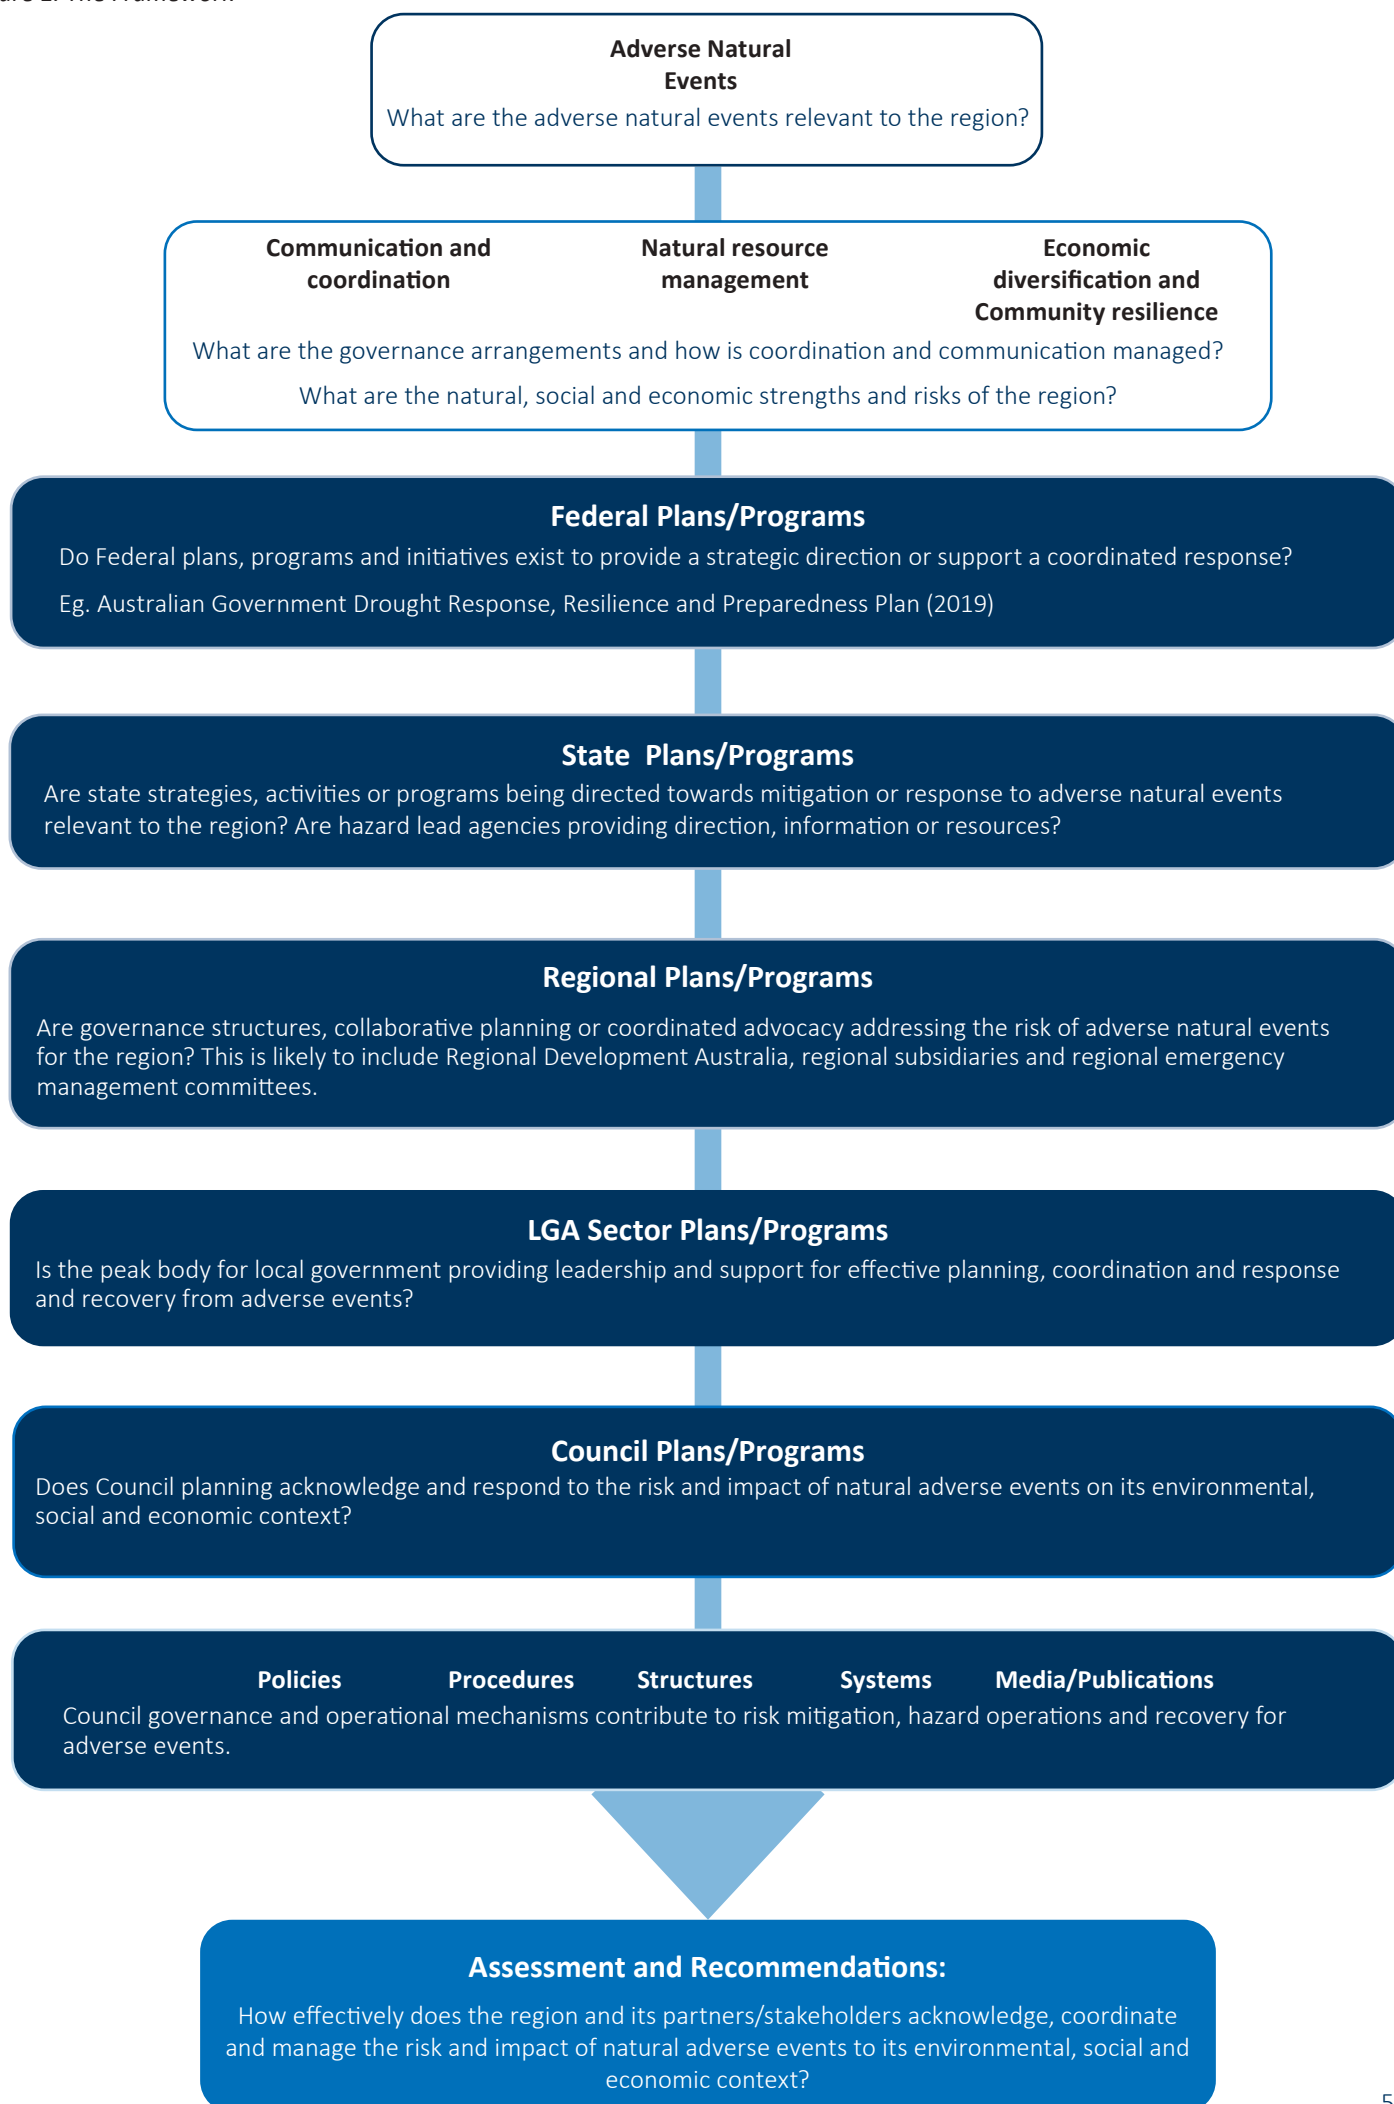 The Framework
Adverse Natural
Events
What are the adverse natural events relevant to the region?
Communication and coordination
Natural resource management
Economic diversification and Community resilience
What are the governance arrangements and how is coordination and communication managed?
What are the natural, social and economic strengths and risks of the region?
Federal Plans/Programs
Do Federal plans, programs and initiatives exist to provide a strategic direction or support a coordinated response?
Eg. Australian Government Drought Response, Resilience and Preparedness Plan (2019)
State Plans/Programs
Are state strategies, activities or programs being directed towards mitigation or response to adverse natural events
relevant to the region? Are hazard lead agencies providing direction, information or resources?
Regional Plans/Programs
Are governance structures, collaborative planning or coordinated advocacy addressing the risk of adverse natural events
for the region? This is likely to include Regional Development Australia, regional subsidiaries and regional emergency
management committees.
LGA Sector Plans/Programs
Is the peak body for local government providing leadership and support for effective planning, coordination and response
and recovery from adverse events?
Council Plans/Programs
Does Council planning acknowledge and respond to the risk and impact of natural adverse events on its environmental,
social and economic context?
Policies Procedures Structures Systems Media/Publications
Council governance and operational mechanisms contribute to risk mitigation, hazard operations and recovery for
adverse events.
Assessment and Recommendations:
How effectively does the region and its partners/stakeholders acknowledge, coordinate
and manage the risk and impact of natural adverse events to its environmental, social and
economic context?
5